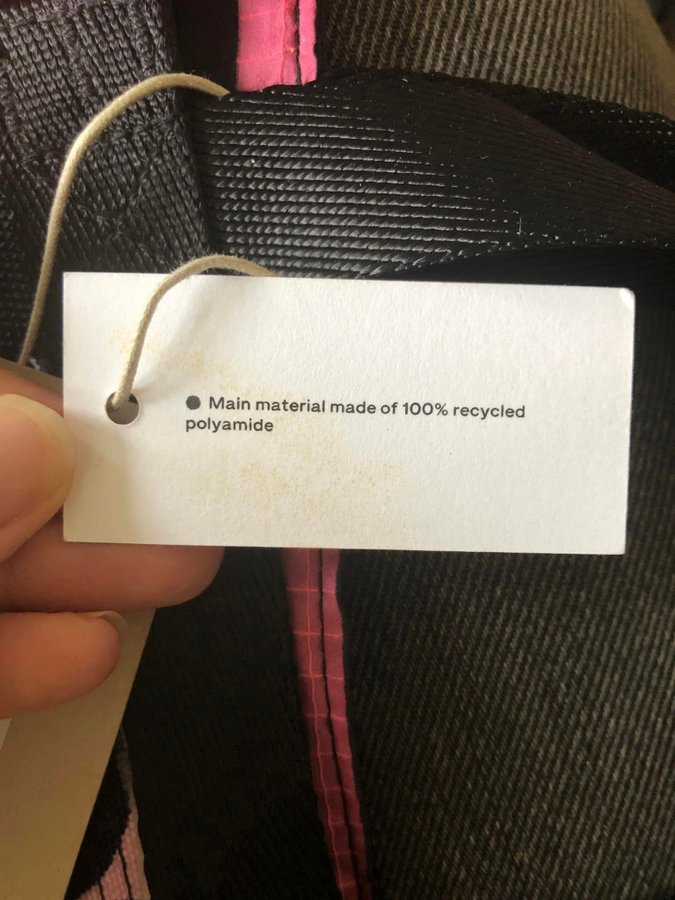 ● Main material made of 100% recycled
polyamide